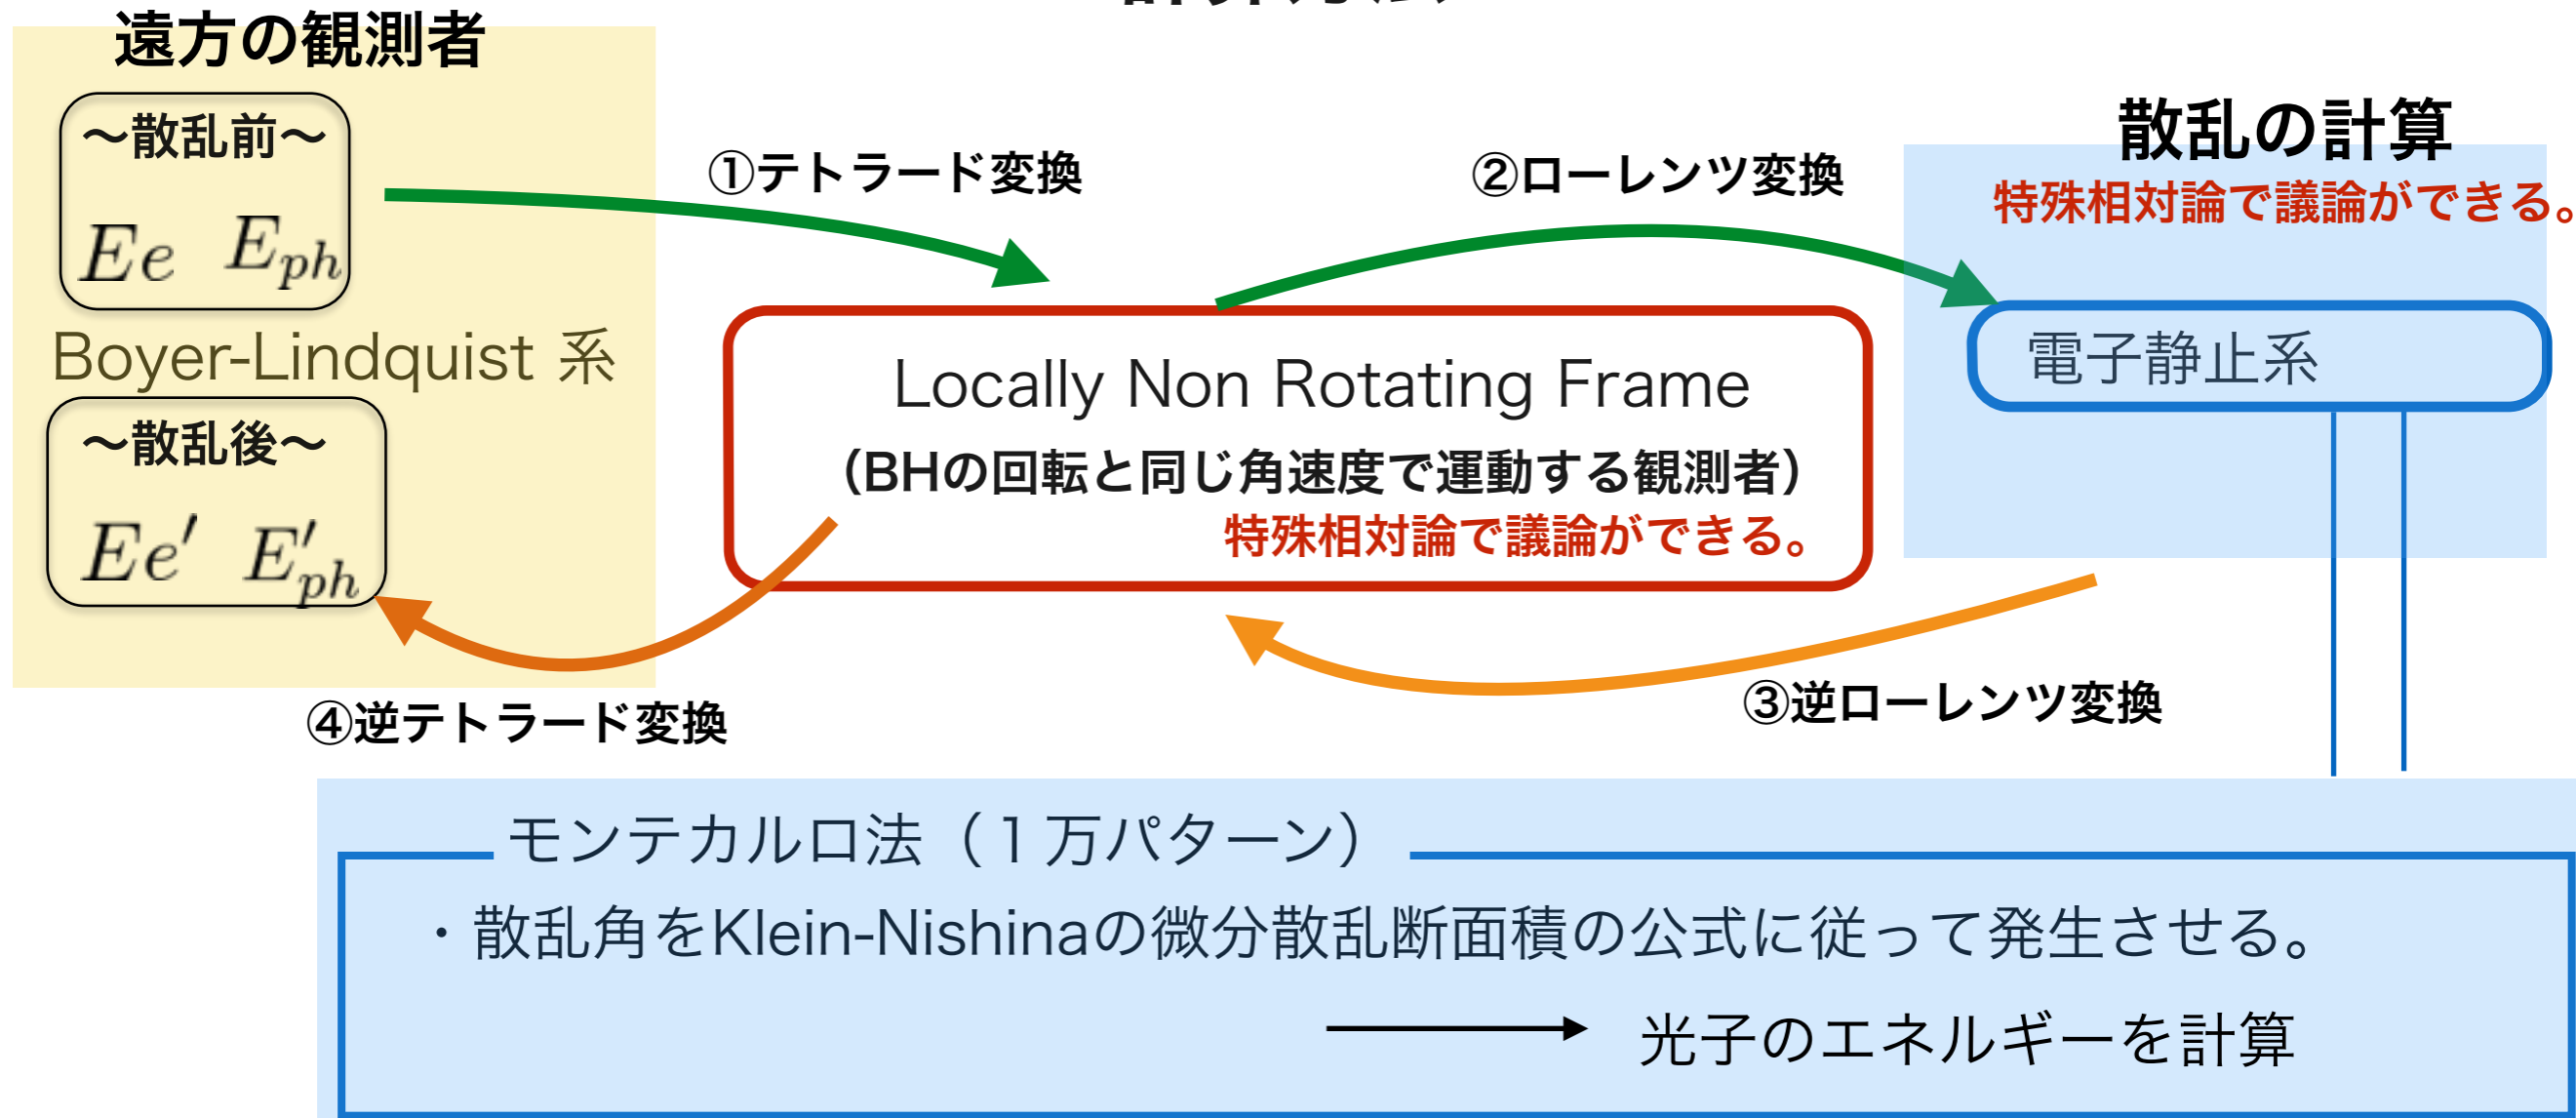 遠方の観測者
〜散乱前〜
Ee E_{ph}
Boyer-Lindquist 系
〜散乱後〜
Ee' E'_{ph}
①テトラード変換
②ローレンツ変換
散乱の計算
特殊相対論で議論ができる。
電子静止系
Locally Non Rotating Frame
（BHの回転と同じ角速度で運動する観測者）
特殊相対論で議論ができる。
③逆ローレンツ変換
④逆テトラード変換
モンテカルロ法（１万パターン）
・散乱角をKlein-Nishinaの微分散乱断面積の公式に従って発生させる。
光子のエネルギーを計算